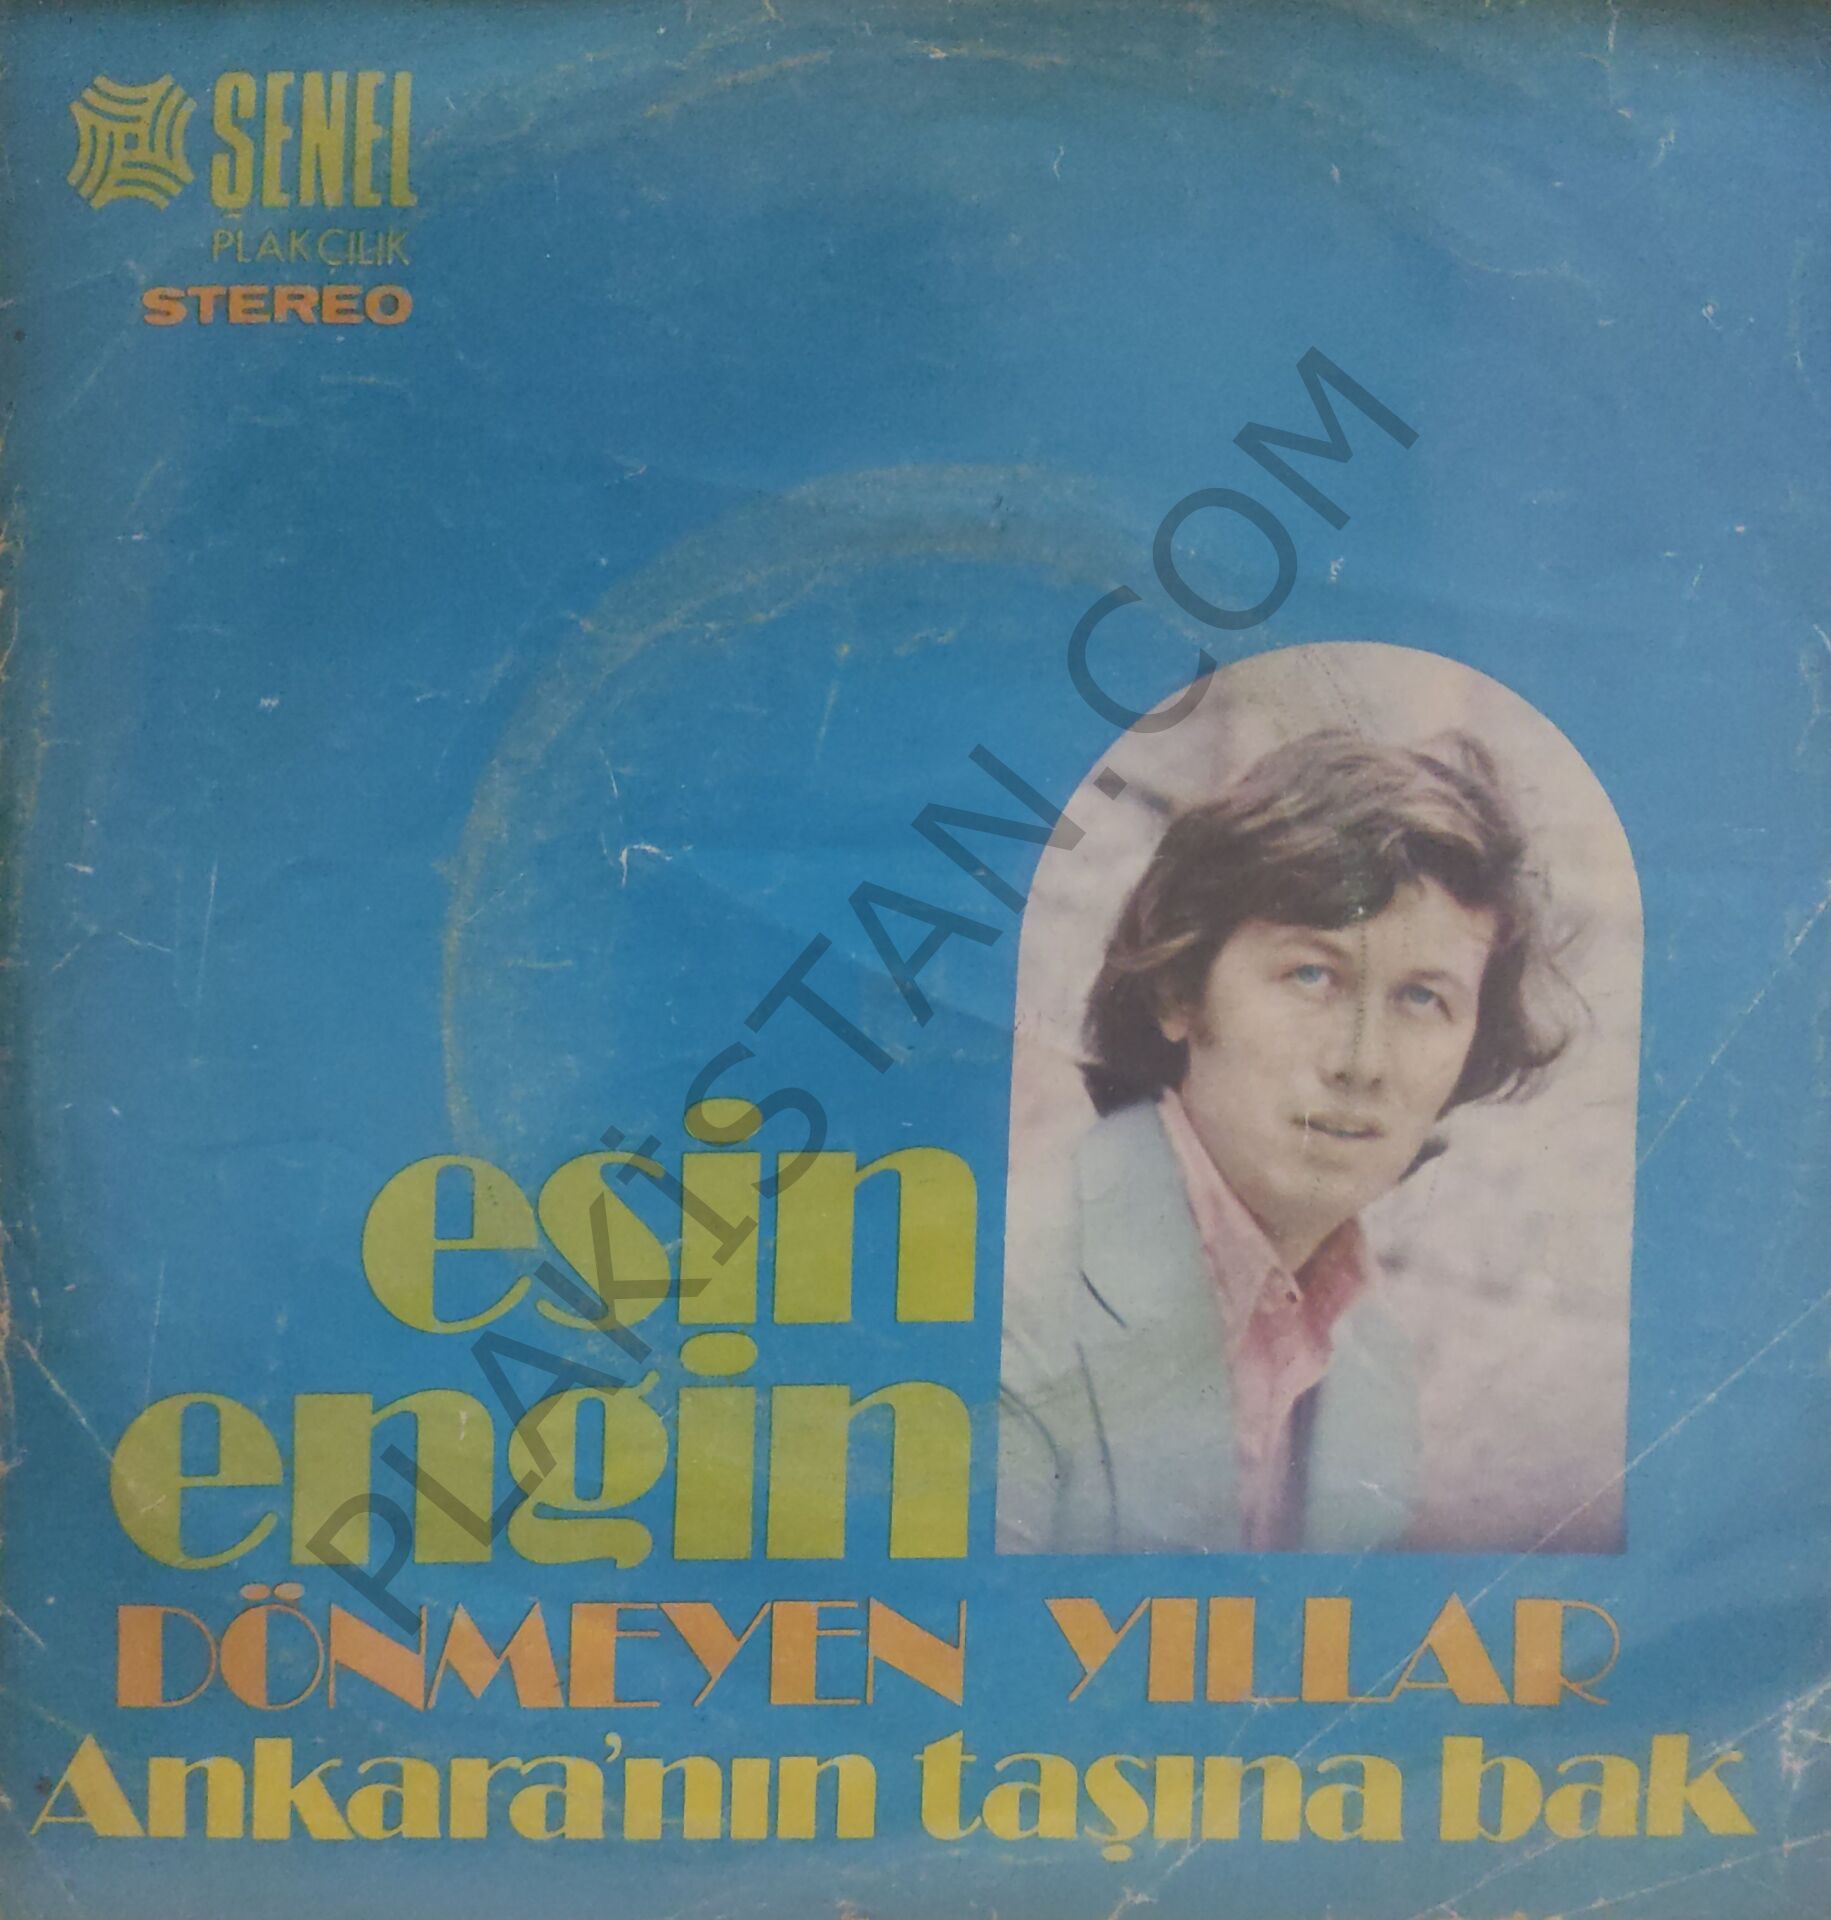 ŞENEL
PLAKÇILIK
STEREO
PLAKİSTAN.COM
esin
engin
DÖNMEYEN YILLAR
Ankara'nın taşına bak